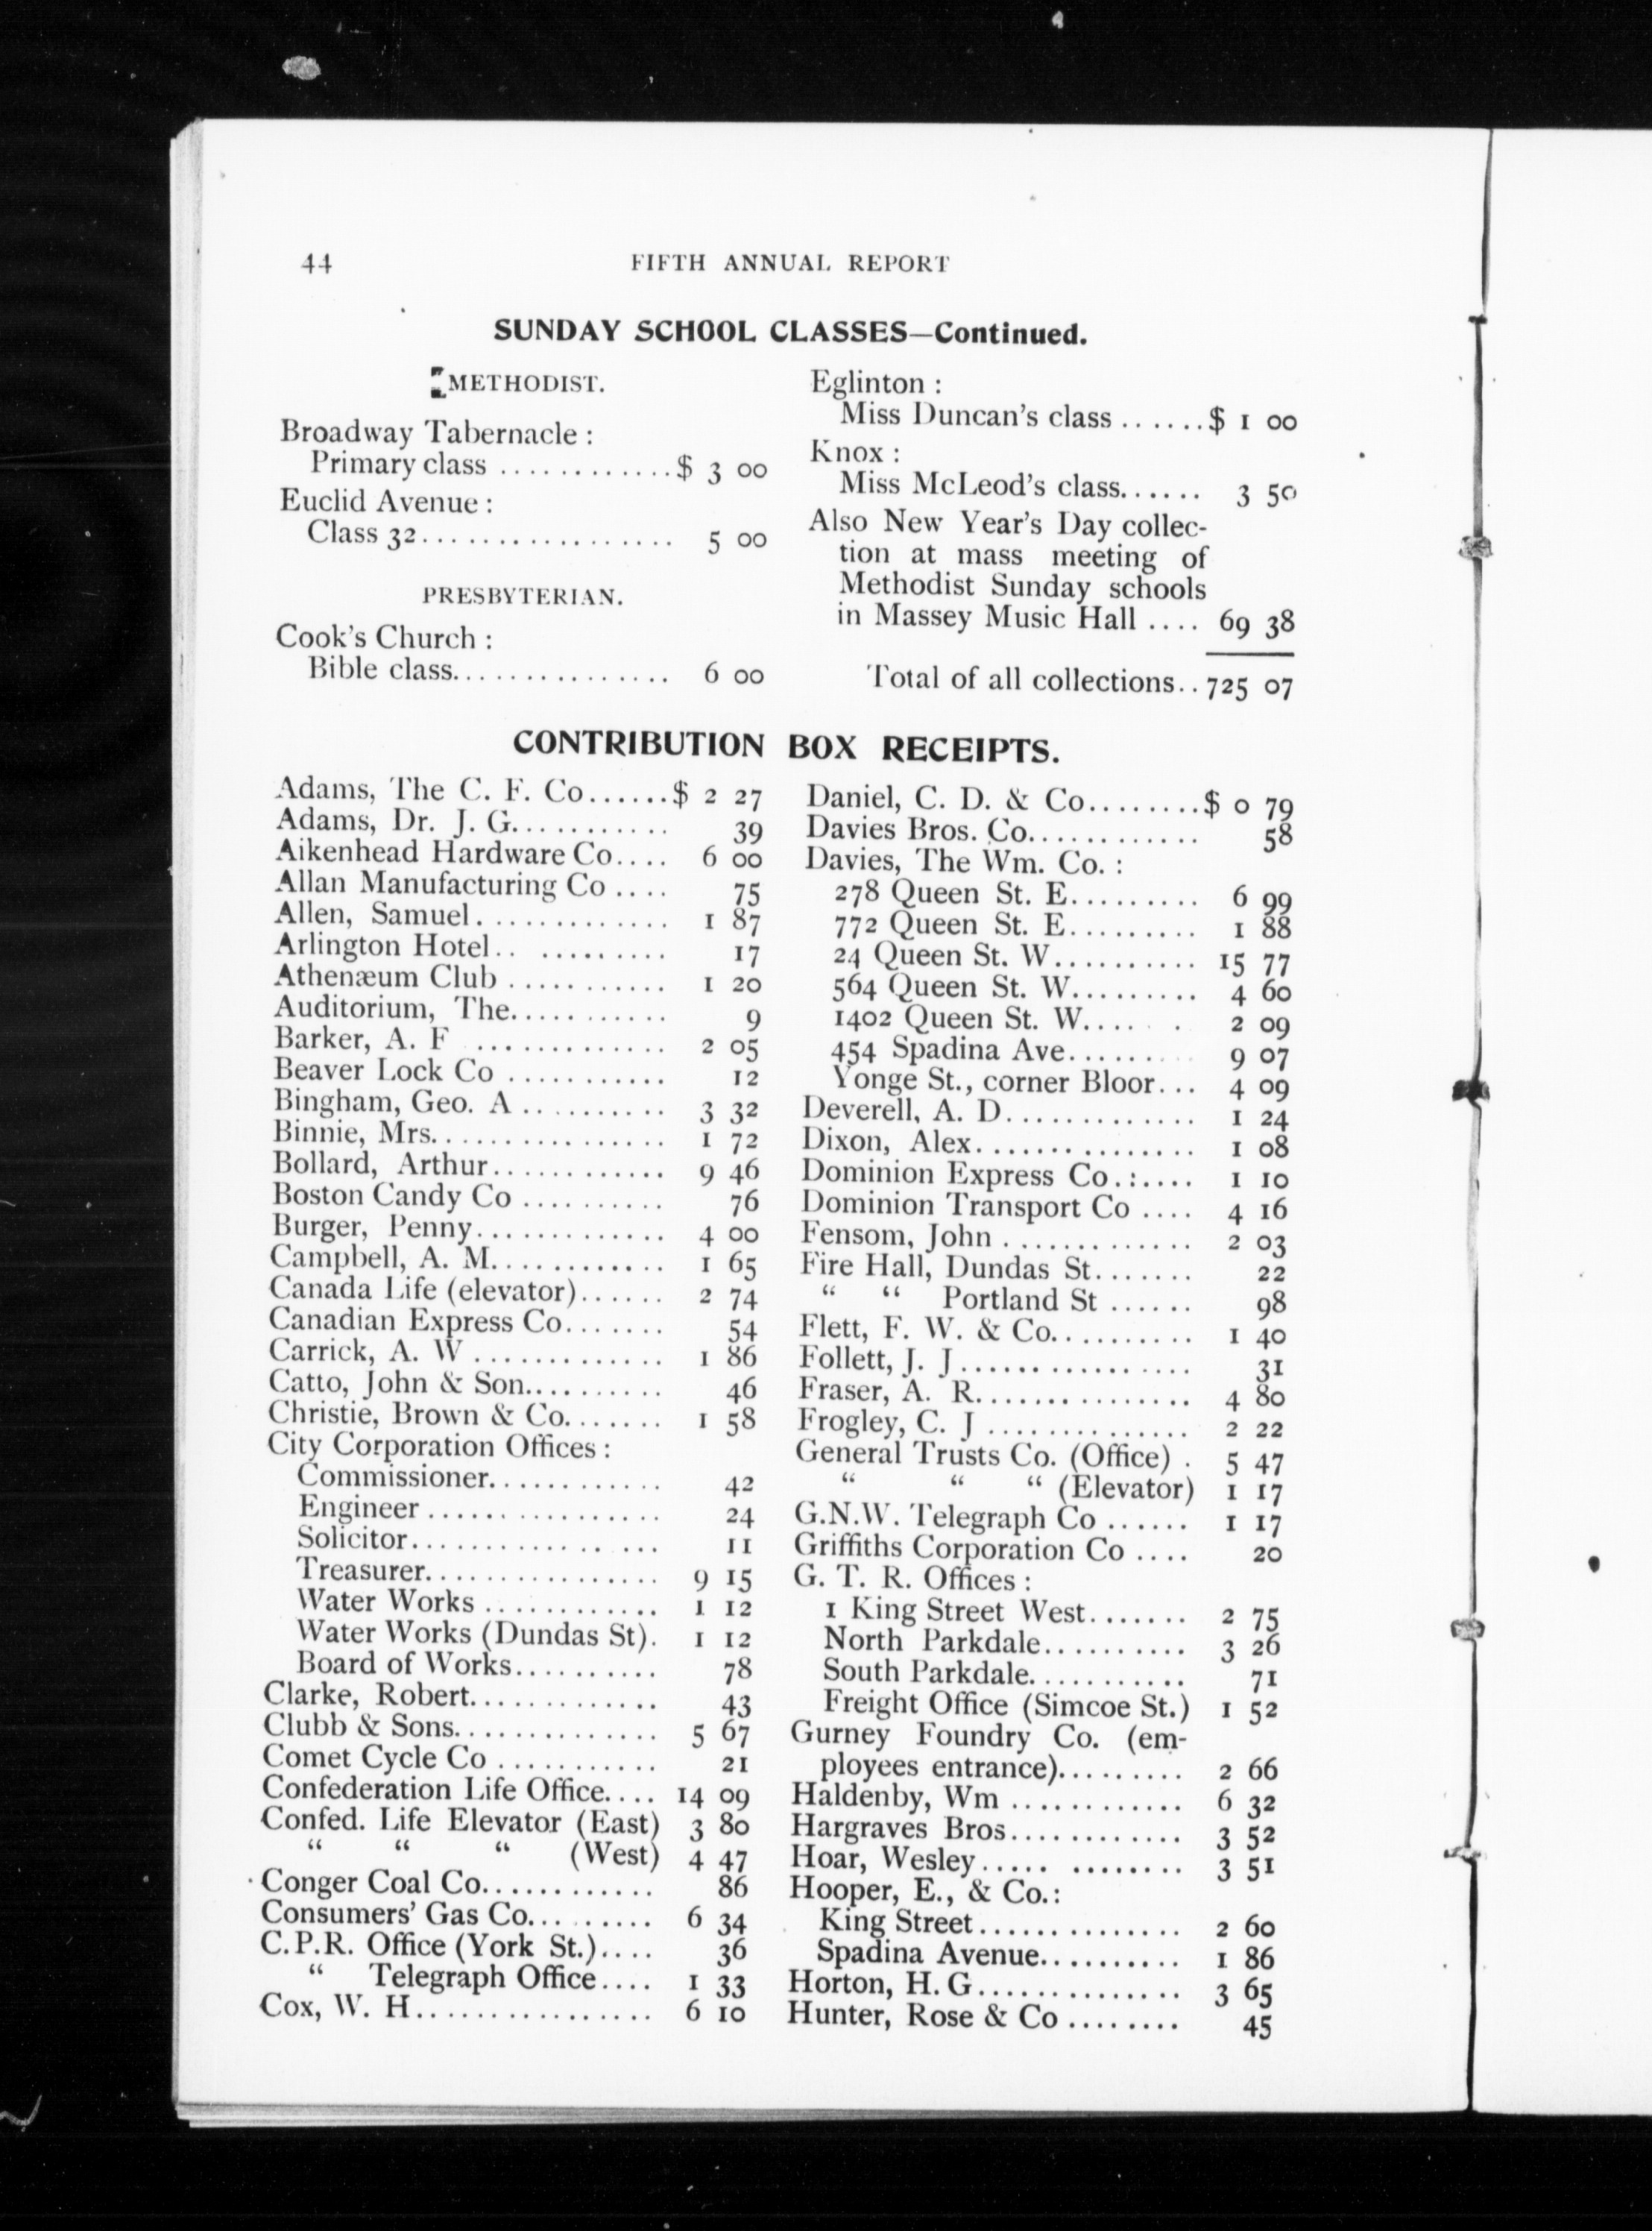 44 FIFTH ANNUAL REPORT
SUNDAY SCHOOL CLASSES—Continued.
METHODIST.
Broadway Tabernacle :
Primary class ............$ 3 00
Euclid Avenue :
Class 32................. 5 00
PRESBYTERIAN.
Cook's Church :
Bible class............... 6 00
Eglinton :
Miss Duncan's class ......$ 1 00
Knox :
Miss McLeod's class...... 3 50
Also New Year's Day collec-
tion at mass meeting of
Methodist Sunday schools
in Massey Music Hall .... 69 38
Total of all collections.. 725 07
CONTRIBUTION BOX RECEIPTS.
Adams, The C. F. Co......$ 2 27
Adams, Dr. J. G........... 39
Aikenhead Hardware Co.... 6 00
Allan Manufacturing Co .... 75
Allen, Samuel............. 1 87
Arlington Hotel.. .......... 17
Athenæum Club ........... 1 20
Auditorium, The........... 9
Barker, A. F ............. 2 05
Beaver Lock Co ........... 12
Bingham, Geo. A .......... 3 32
Binnie, Mrs................ 1 72
Bollard, Arthur............ 9 46
Boston Candy Co .......... 76
Burger, Penny............. 4 00
Campbell, A. M............ 1 65
Canada Life (elevator)...... 2 74
Canadian Express Co....... 54
Carrick, A. W ............. 1 86
Catto, John & Son.......... 46
Christie, Brown & Co....... 1 58
City Corporation Offices :
Commissioner............ 42
Engineer ................ 24
Solicitor................. 11
Treasurer................ 9 15
Water Works ............ 1 12
Water Works (Dundas St). 1 12
Board of Works.......... 78
Clarke, Robert............. 43
Clubb & Sons.............. 5 67
Comet Cycle Co ........... 21
Confederation Life Office.... 14 09
Confed. Life Elevator (East) 3 80
“ “ “ (West) 4 47
Conger Coal Co............ 86
Consumers' Gas Co......... 6 34
C.P.R. Office (York St.).... 36
“ Telegraph Office.... 1 33
Cox, W. H................ 6 10
Daniel, C. D. & Co........$ 0 79
Davies Bros. Co............ 58
Davies, The Wm. Co. :
278 Queen St. E......... 6 99
772 Queen St. E......... 1 88
24 Queen St. W.......... 15 77
564 Queen St. W......... 4 60
1402 Queen St. W...... . 2 09
454 Spadina Ave........ 9 07
Yonge St., corner Bloor... 4 09
Deverell, A. D............. 1 24
Dixon, Alex............... 1 08
Dominion Express Co.:.... 1 10
Dominion Transport Co .... 4 16
Fensom, John ............ 2 03
Fire Hall, Dundas St....... 22
“ “ Portland St ...... 98
Flett, F. W. & Co.......... 1 40
Follett, J. J................ 31
Fraser, A. R............... 4 80
Frogley, C. J .............. 2 22
General Trusts Co. (Office) . 5 47
“ “ “ (Elevator) 1 17
G.N.W. Telegraph Co ...... 1 17
Griffiths Corporation Co .... 20
G. T. R. Offices :
1 King Street West....... 2 75
North Parkdale.......... 3 26
South Parkdale........... 71
Freight Office (Simcoe St.) 1 52
Gurney Foundry Co. (em-
ployees entrance)......... 2 66
Haldenby, Wm ............ 6 32
Hargraves Bros............ 3 52
Hoar, Wesley..... ........ 3 51
Hooper, E., & Co.:
King Street.............. 2 60
Spadina Avenue.......... 1 86
Horton, H. G.............. 3 65
Hunter, Rose & Co ........ 45